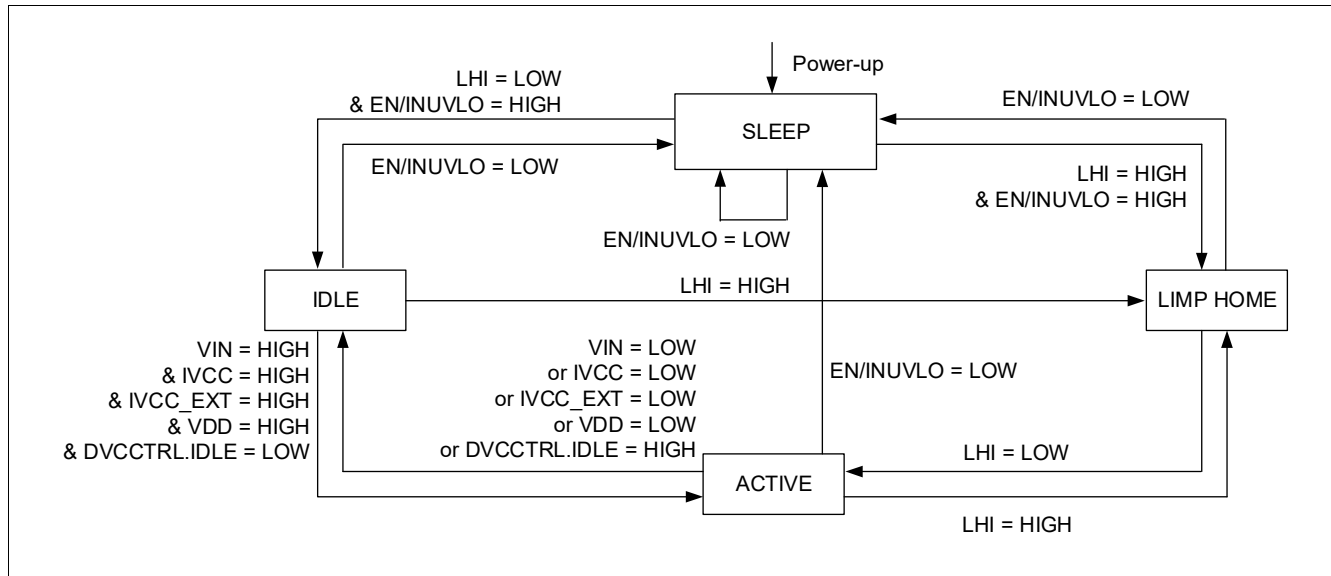 Power-up
LHI = LOW
& EN/INUVLO = HIGH
EN/INUVLO = LOW
SLEEP
EN/INUVLO = LOW
LHI = HIGH
& EN/INUVLO = HIGH
EN/INUVLO = LOW
IDLE
LHI = HIGH
LIMP HOME
VIN = HIGH
& IVCC = HIGH
& IVCC_EXT = HIGH
& VDD = HIGH
& DVCCTRL.IDLE = LOW
VIN = LOW
or IVCC = LOW
or IVCC_EXT = LOW
or VDD = LOW
or DVCCTRL.IDLE = HIGH
EN/INUVLO = LOW
LHI = LOW
ACTIVE
LHI = HIGH